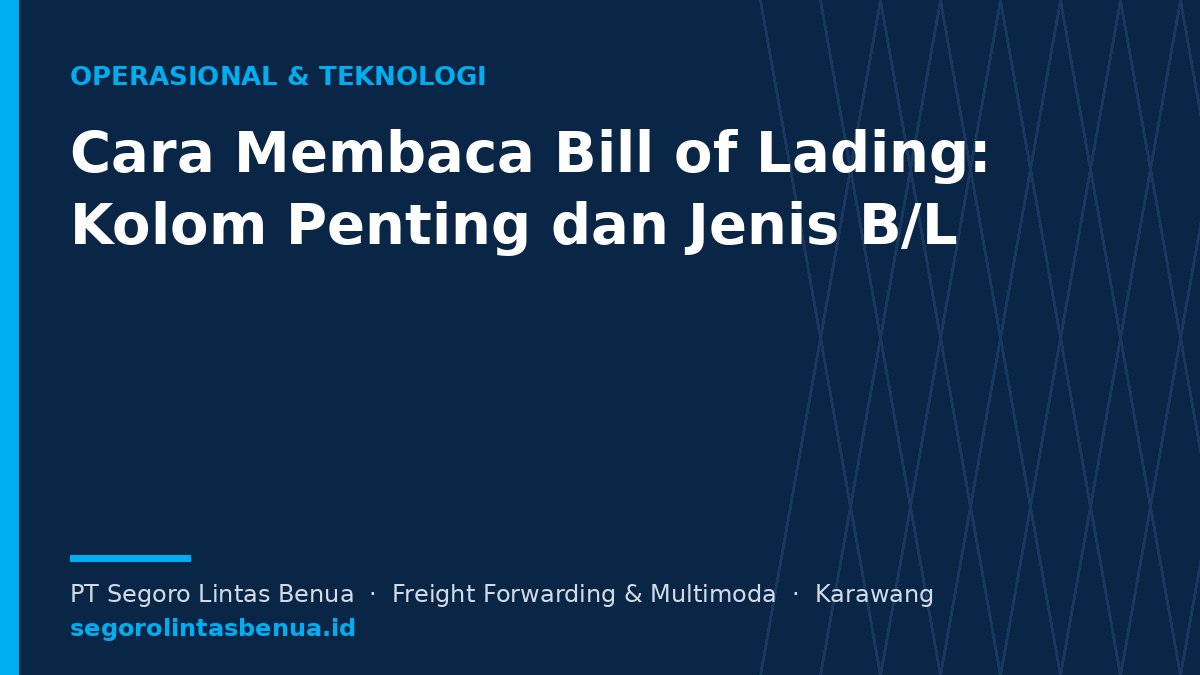 OPERASIONAL & TEKNOLOGI
Cara Membaca Bill of Lading:
Kolom Penting dan Jenis B/L
PT Segoro Lintas Benua · Freight Forwarding & Multimoda · Karawang
segorolintasbenua.id